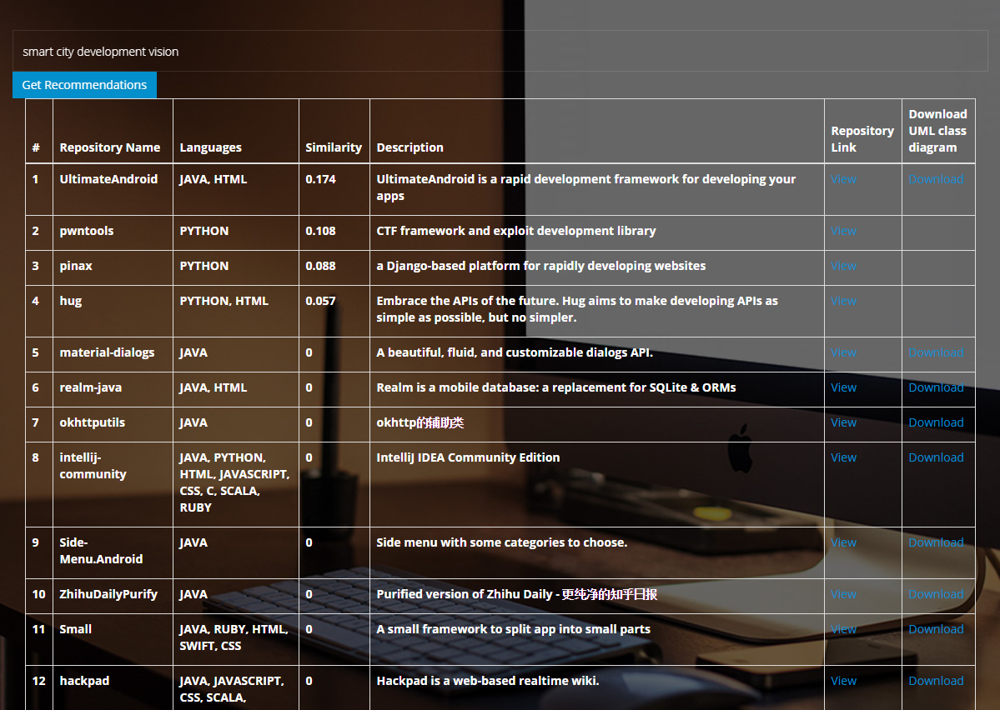 smart city development vision
Get Recommendations
# Repository Name Languages Similarity Description Repository Link Download UML class diagram
1 UltimateAndroid JAVA, HTML 0.174 UltimateAndroid is a rapid development framework for developing your apps View Download
2 pwntools PYTHON 0.108 CTF framework and exploit development library View
3 pinax PYTHON 0.088 a Django-based platform for rapidly developing websites View
4 hug PYTHON, HTML 0.057 Embrace the APIs of the future. Hug aims to make developing APIs as simple as possible, but no simpler. View
5 material-dialogs JAVA 0 A beautiful, fluid, and customizable dialogs API. View Download
6 realm-java JAVA, HTML 0 Realm is a mobile database: a replacement for SQLite & ORMs View Download
7 okhttputils JAVA 0 okhttp的辅助类 View Download
8 intellij-community JAVA, PYTHON, HTML, JAVASCRIPT, CSS, C, SCALA, RUBY 0 IntelliJ IDEA Community Edition View Download
9 Side-Menu.Android JAVA 0 Side menu with some categories to choose. View Download
10 ZhihuDailyPurify JAVA 0 Purified version of Zhihu Daily - 更纯净的知乎日报 View Download
11 Small JAVA, RUBY, HTML, SWIFT, CSS 0 A small framework to split app into small parts View Download
12 hackpad JAVA, JAVASCRIPT, CSS, SCALA, 0 Hackpad is a web-based realtime wiki. View Download